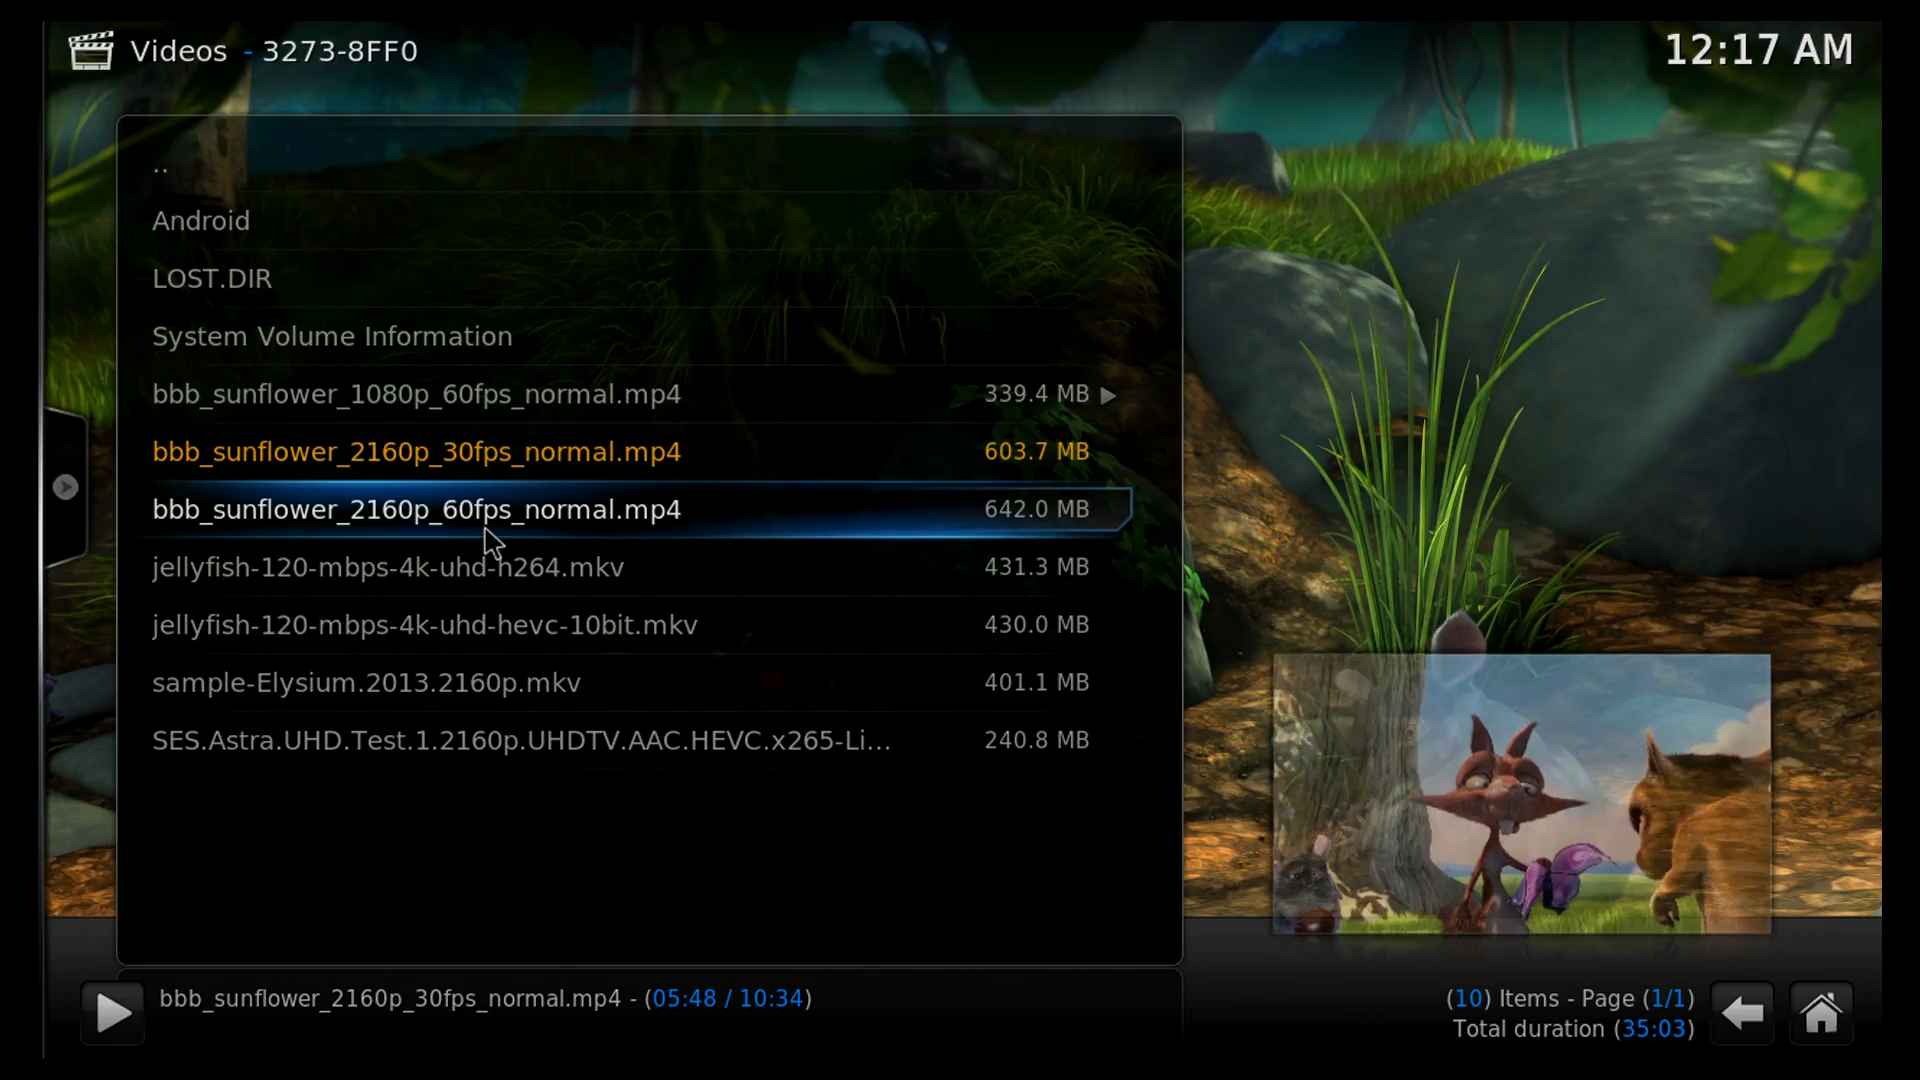 Videos - 3273-8FF0
12:17 AM
..
Android
LOST.DIR
System Volume Information
bbb_sunflower_1080p_60fps_normal.mp4 339.4 MB
bbb_sunflower_2160p_30fps_normal.mp4 603.7 MB
bbb_sunflower_2160p_60fps_normal.mp4 642.0 MB
jellyfish-120-mbps-4k-uhd-h264.mkv 431.3 MB
jellyfish-120-mbps-4k-uhd-hevc-10bit.mkv 430.0 MB
sample-Elysium.2013.2160p.mkv 401.1 MB
SES.Astra.UHD.Test.1.2160p.UHDTV.AAC.HEVC.x265-Li... 240.8 MB
bbb_sunflower_2160p_30fps_normal.mp4 - (05:48 / 10:34)
(10) Items - Page (1/1)
Total duration (35:03)